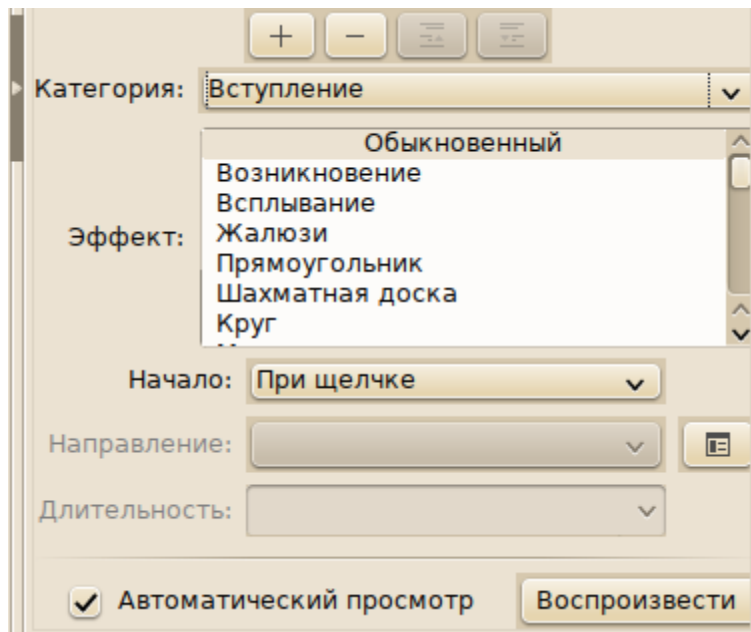 Категория: Вступление
Обыкновенный
Возникновение
Всплывание
Эффект:
Жалюзи
Прямоугольник
Шахматная доска
Круг
Начало: При щелчке
Направление:
Длительность:
Автоматический просмотр Воспроизвести